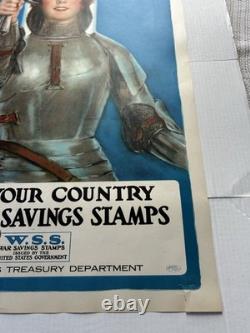 YOUR COUNTRY
SAVINGS STAMPS
W.S.S.
WAR SAVINGS STAMPS
ISSUED BY THE
UNITED STATES GOVERNMENT
S TREASURY DEPARTMENT